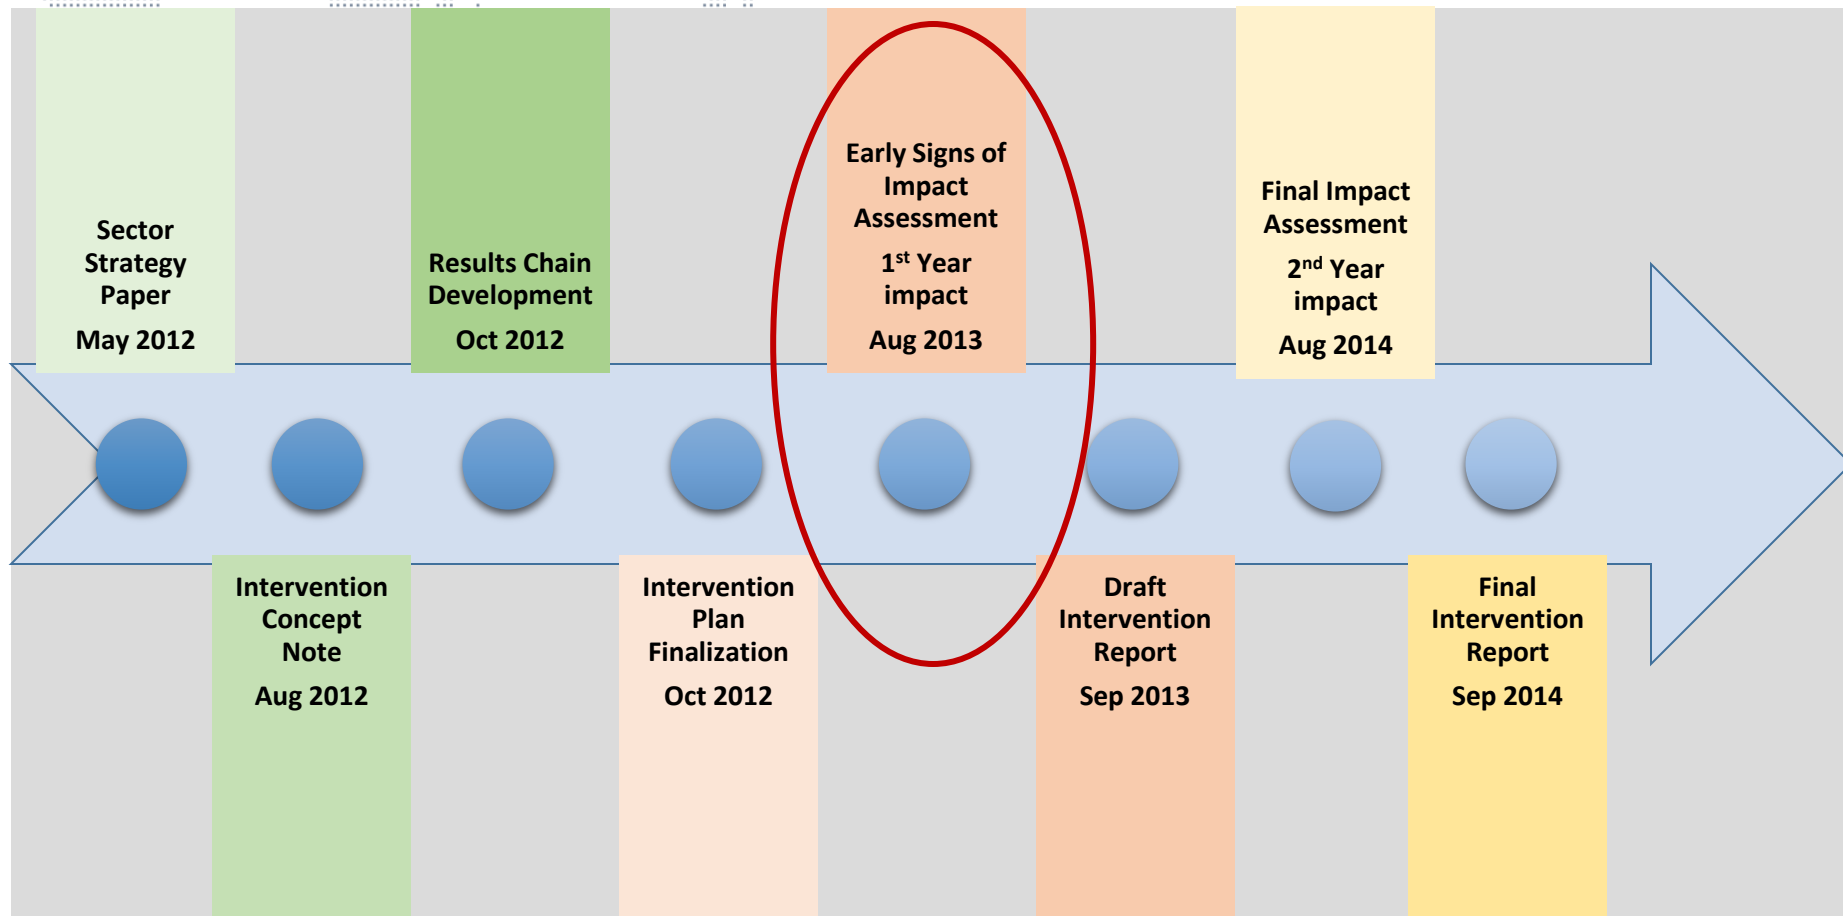 Sector
Strategy
Paper
May 2012
Intervention
Concept
Note
Aug 2012
Results Chain
Development
Oct 2012
Intervention
Plan
Finalization
Oct 2012
Early Signs of
Impact
Assessment
1st Year
impact
Aug 2013
Draft
Intervention
Report
Sep 2013
Final Impact
Assessment
2nd Year
impact
Aug 2014
Final
Intervention
Report
Sep 2014